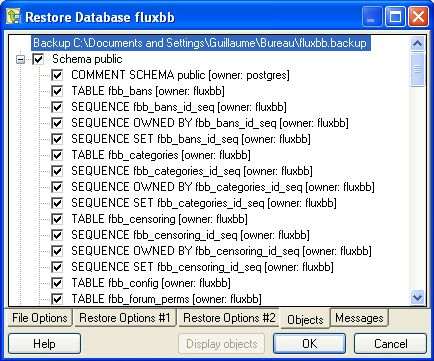 Restore Database fluxbb
Backup C:\Documents and Settings\Guillaume\Bureau\fluxbb.backup
Schema public
COMMENT SCHEMA public [owner: postgres]
TABLE fbb_bans [owner: fluxbb]
SEQUENCE fbb_bans_id_seq [owner: fluxbb]
SEQUENCE OWNED BY fbb_bans_id_seq [owner: fluxbb]
SEQUENCE SET fbb_bans_id_seq [owner: fluxbb]
TABLE fbb_categories [owner: fluxbb]
SEQUENCE fbb_categories_id_seq [owner: fluxbb]
SEQUENCE OWNED BY fbb_categories_id_seq [owner: fluxbb]
SEQUENCE SET fbb_categories_id_seq [owner: fluxbb]
TABLE fbb_censoring [owner: fluxbb]
SEQUENCE fbb_censoring_id_seq [owner: fluxbb]
SEQUENCE OWNED BY fbb_censoring_id_seq [owner: fluxbb]
SEQUENCE SET fbb_censoring_id_seq [owner: fluxbb]
TABLE fbb_config [owner: fluxbb]
TABLE fbb_forum_perms [owner: fluxbb]
File Options Restore Options #1 Restore Options #2 Objects Messages
Help Display objects OK Cancel